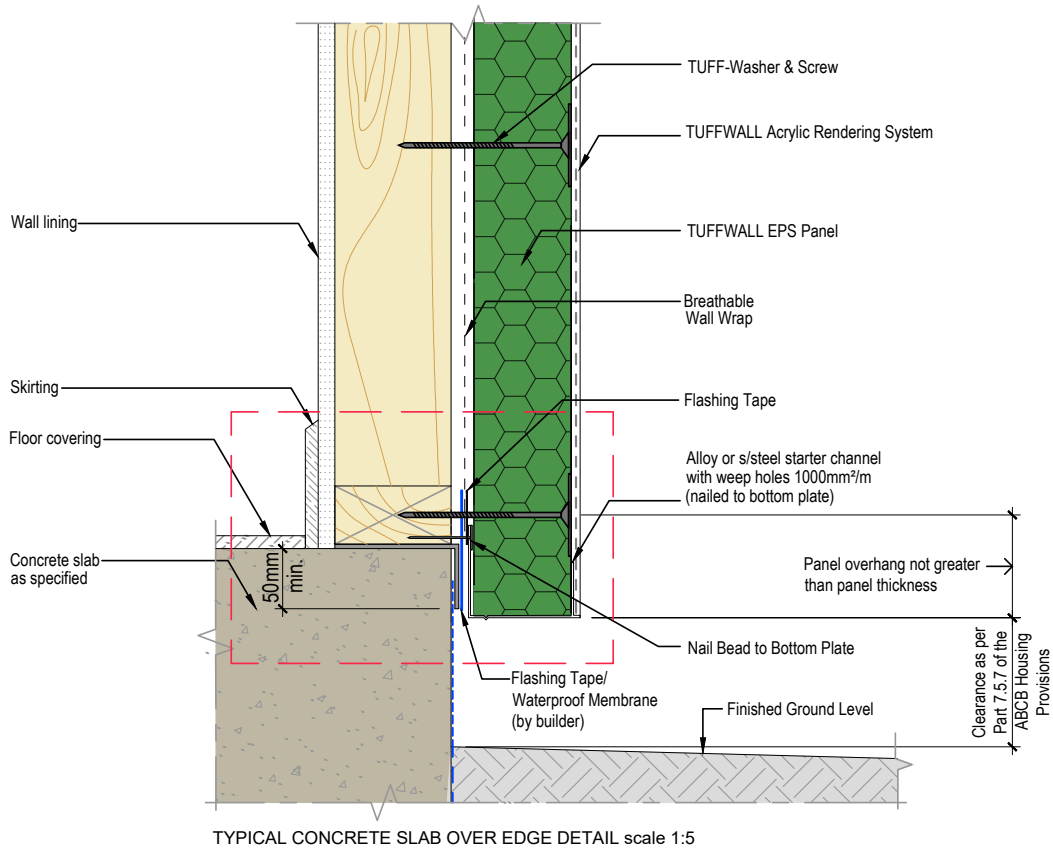 TUFF-Washer & Screw
TUFFWALL Acrylic Rendering System
Wall lining
TUFFWALL EPS Panel
Breathable
Wall Wrap
Skirting
Flashing Tape
Floor covering
Alloy or s/steel starter channel
with weep holes 1000mm²/m
(nailed to bottom plate)
Concrete slab
as specified
50mm
min.
Panel overhang not greater
than panel thickness
Nail Bead to Bottom Plate
Flashing Tape/
Waterproof Membrane
(by builder)
Clearance as per
Part 7.5.7 of the
ABCB Housing
Provisions
Finished Ground Level
TYPICAL CONCRETE SLAB OVER EDGE DETAIL scale 1:5